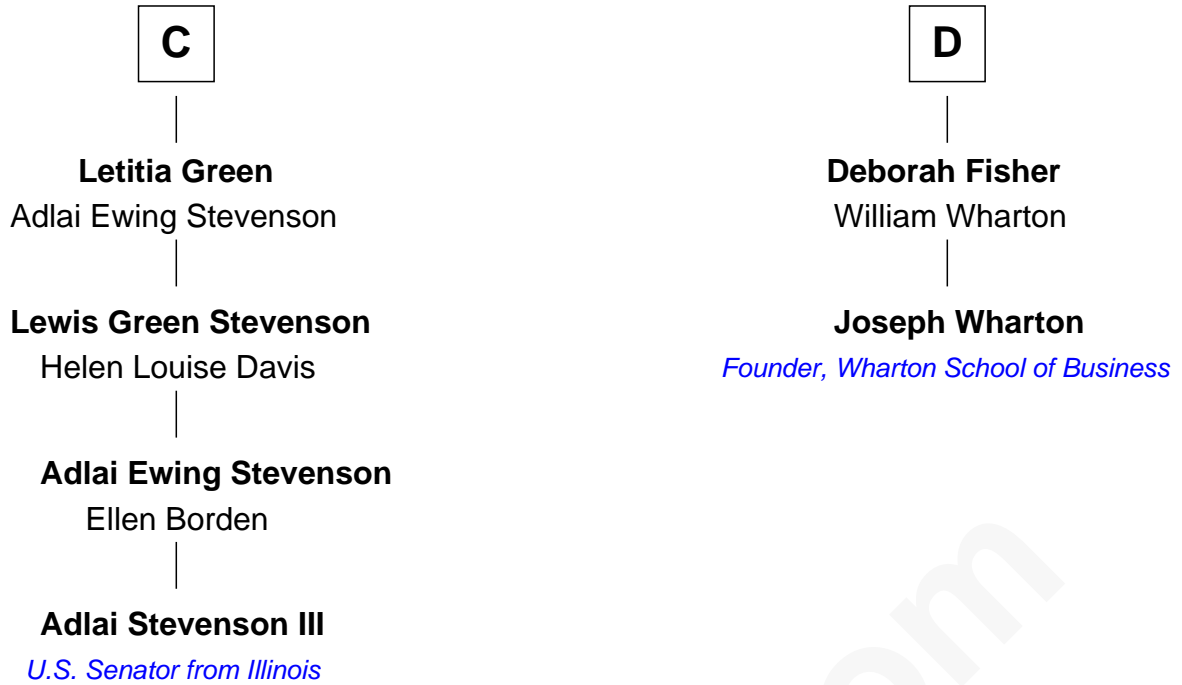 C
Letitia Green
Adlai Ewing Stevenson
Lewis Green Stevenson
Helen Louise Davis
Adlai Ewing Stevenson
Ellen Borden
Adlai Stevenson III
U.S. Senator from Illinois
D
Deborah Fisher
William Wharton
Joseph Wharton
Founder, Wharton School of Business
om